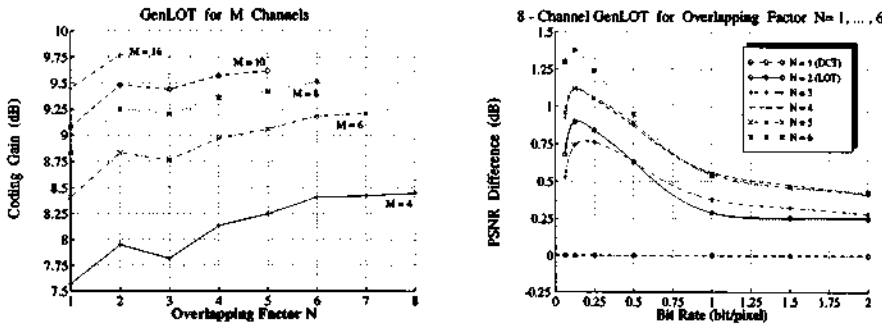 GenLOT for M Channels
10
9.75
9.5
9.25
9
8.75
8.5
8.25
8
7.75
7.5
Coding Gain (dB)
M = 16
M = 10
M = 8
M = 6
M = 4
1 2 3 4 5 6 7 8
Overlapping Factor N
8 - Channel GenLOT for Overlapping Factor N= 1, ... , 6
1.5
1.25
1
0.75
0.5
0.25
0
-0.25
PSNR Difference (dB)
N = 1 (DCT)
N = 2 (LOT)
N = 3
N = 4
N = 5
N = 6
0 0.25 0.5 0.75 1.0 1.25 1.5 1.75 2
Bit Rate (bit/pixel)